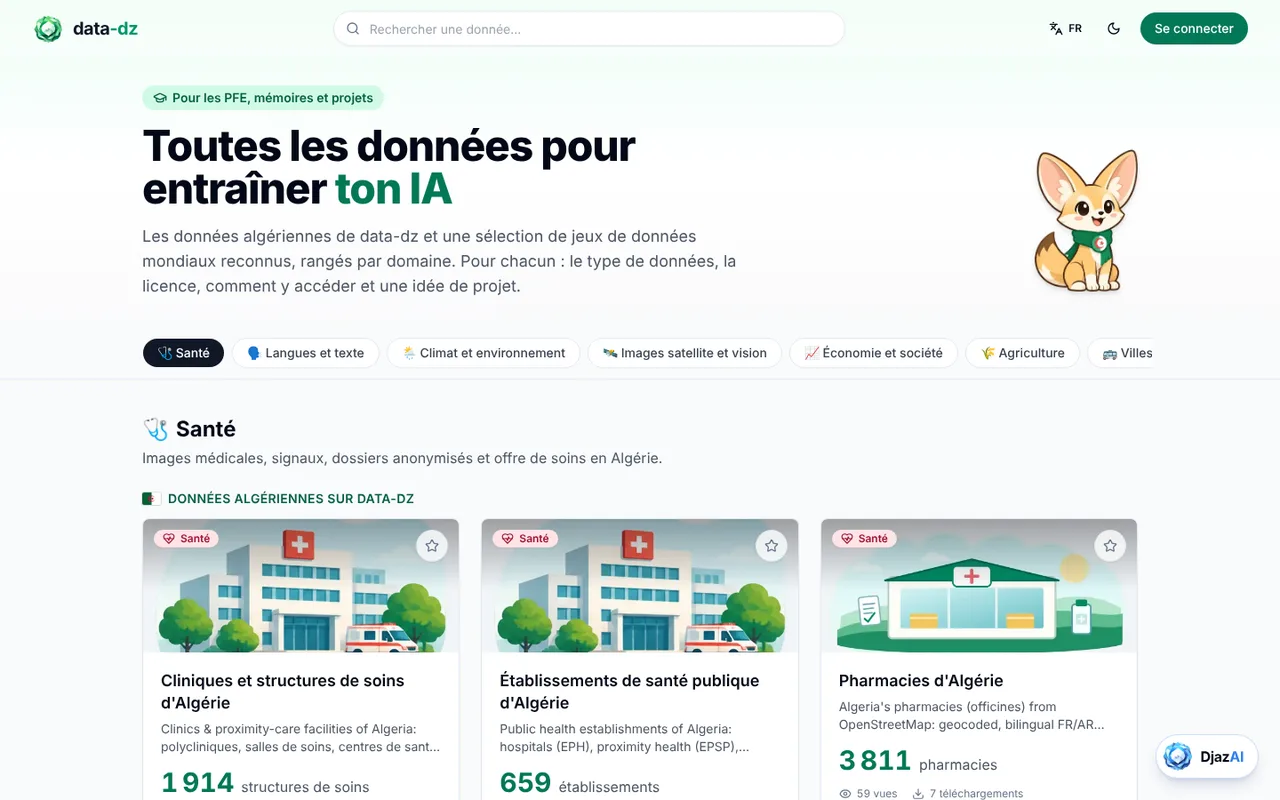 data-dz
Rechercher une donnée...
FR
Se connecter
Pour les PFE, mémoires et projets
Toutes les données pour
entraîner ton IA
Les données algériennes de data-dz et une sélection de jeux de données
mondiaux reconnus, rangés par domaine. Pour chacun : le type de données, la
licence, comment y accéder et une idée de projet.
Santé
Langues et texte
Climat et environnement
Images satellite et vision
Économie et société
Agriculture
Villes
Santé
Images médicales, signaux, dossiers anonymisés et offre de soins en Algérie.
DONNÉES ALGÉRIENNES SUR DATA-DZ
Santé
Cliniques et structures de soins
d'Algérie
Clinics & proximity-care facilities of Algeria:
polycliniques, salles de soins, centres de sant...
1 914 structures de soins
Santé
Établissements de santé publique
d'Algérie
Public health establishments of Algeria:
hospitals (EPH), proximity health (EPSP),...
659 établissements
Santé
Pharmacies d'Algérie
Algeria's pharmacies (officines) from
OpenStreetMap: geocoded, bilingual FR/AR...
3 811 pharmacies
59 vues
7 téléchargements
DjazAI